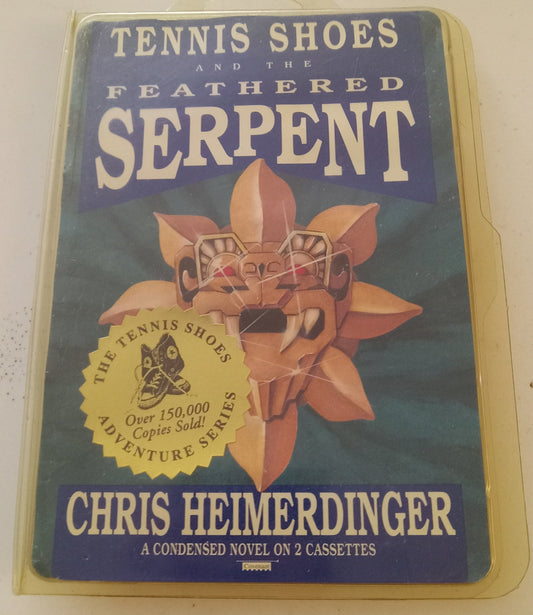 TENNIS SHOES
AND THE
FEATHERED
SERPENT
THE TENNIS SHOES
Over 150,000
Copies Sold!
ADVENTURE SERIES
CHRIS HEIMERDINGER
A CONDENSED NOVEL ON 2 CASSETTES